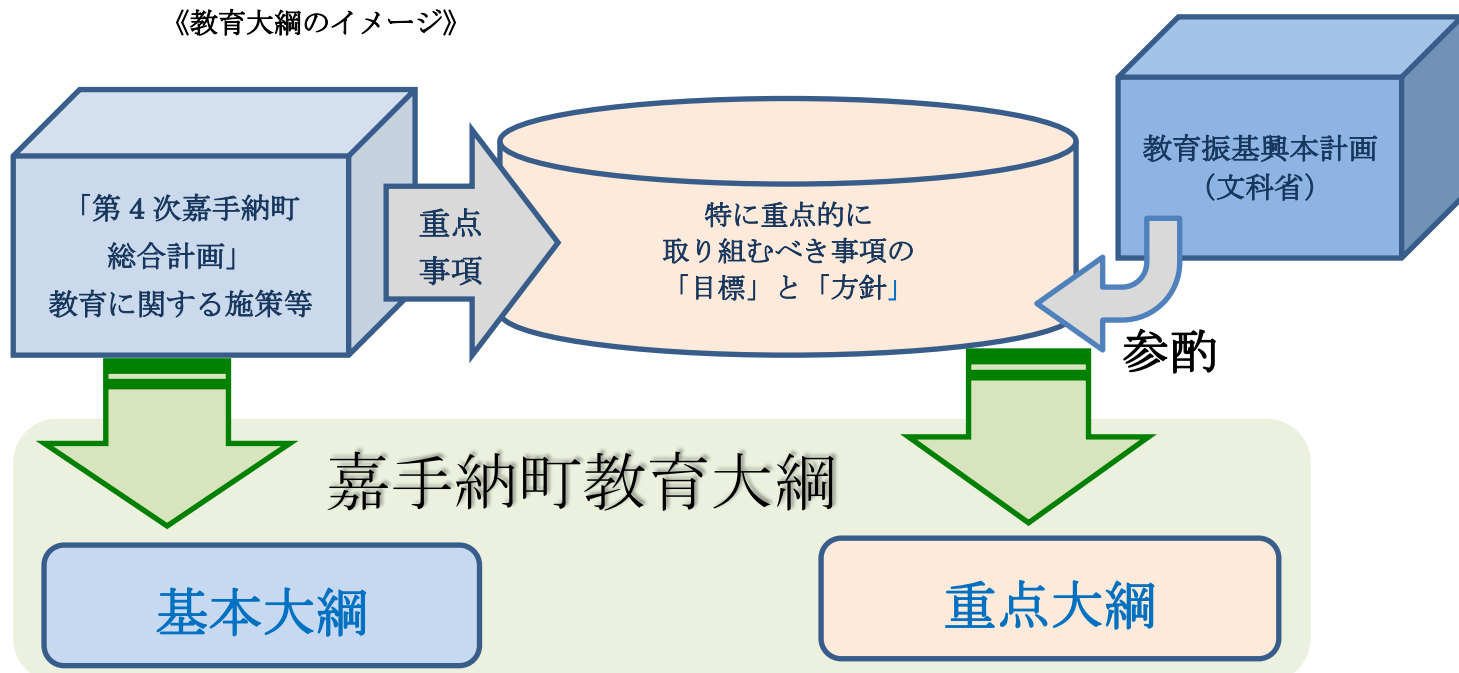 《教育大綱のイメージ》
「第４次嘉手納町
総合計画」
教育に関する施策等
重点
事項
特に重点的に
取り組むべき事項の
「目標」と「方針」
教育振基興本計画
（文科省）
参酌
嘉手納町教育大綱
基本大綱
重点大綱